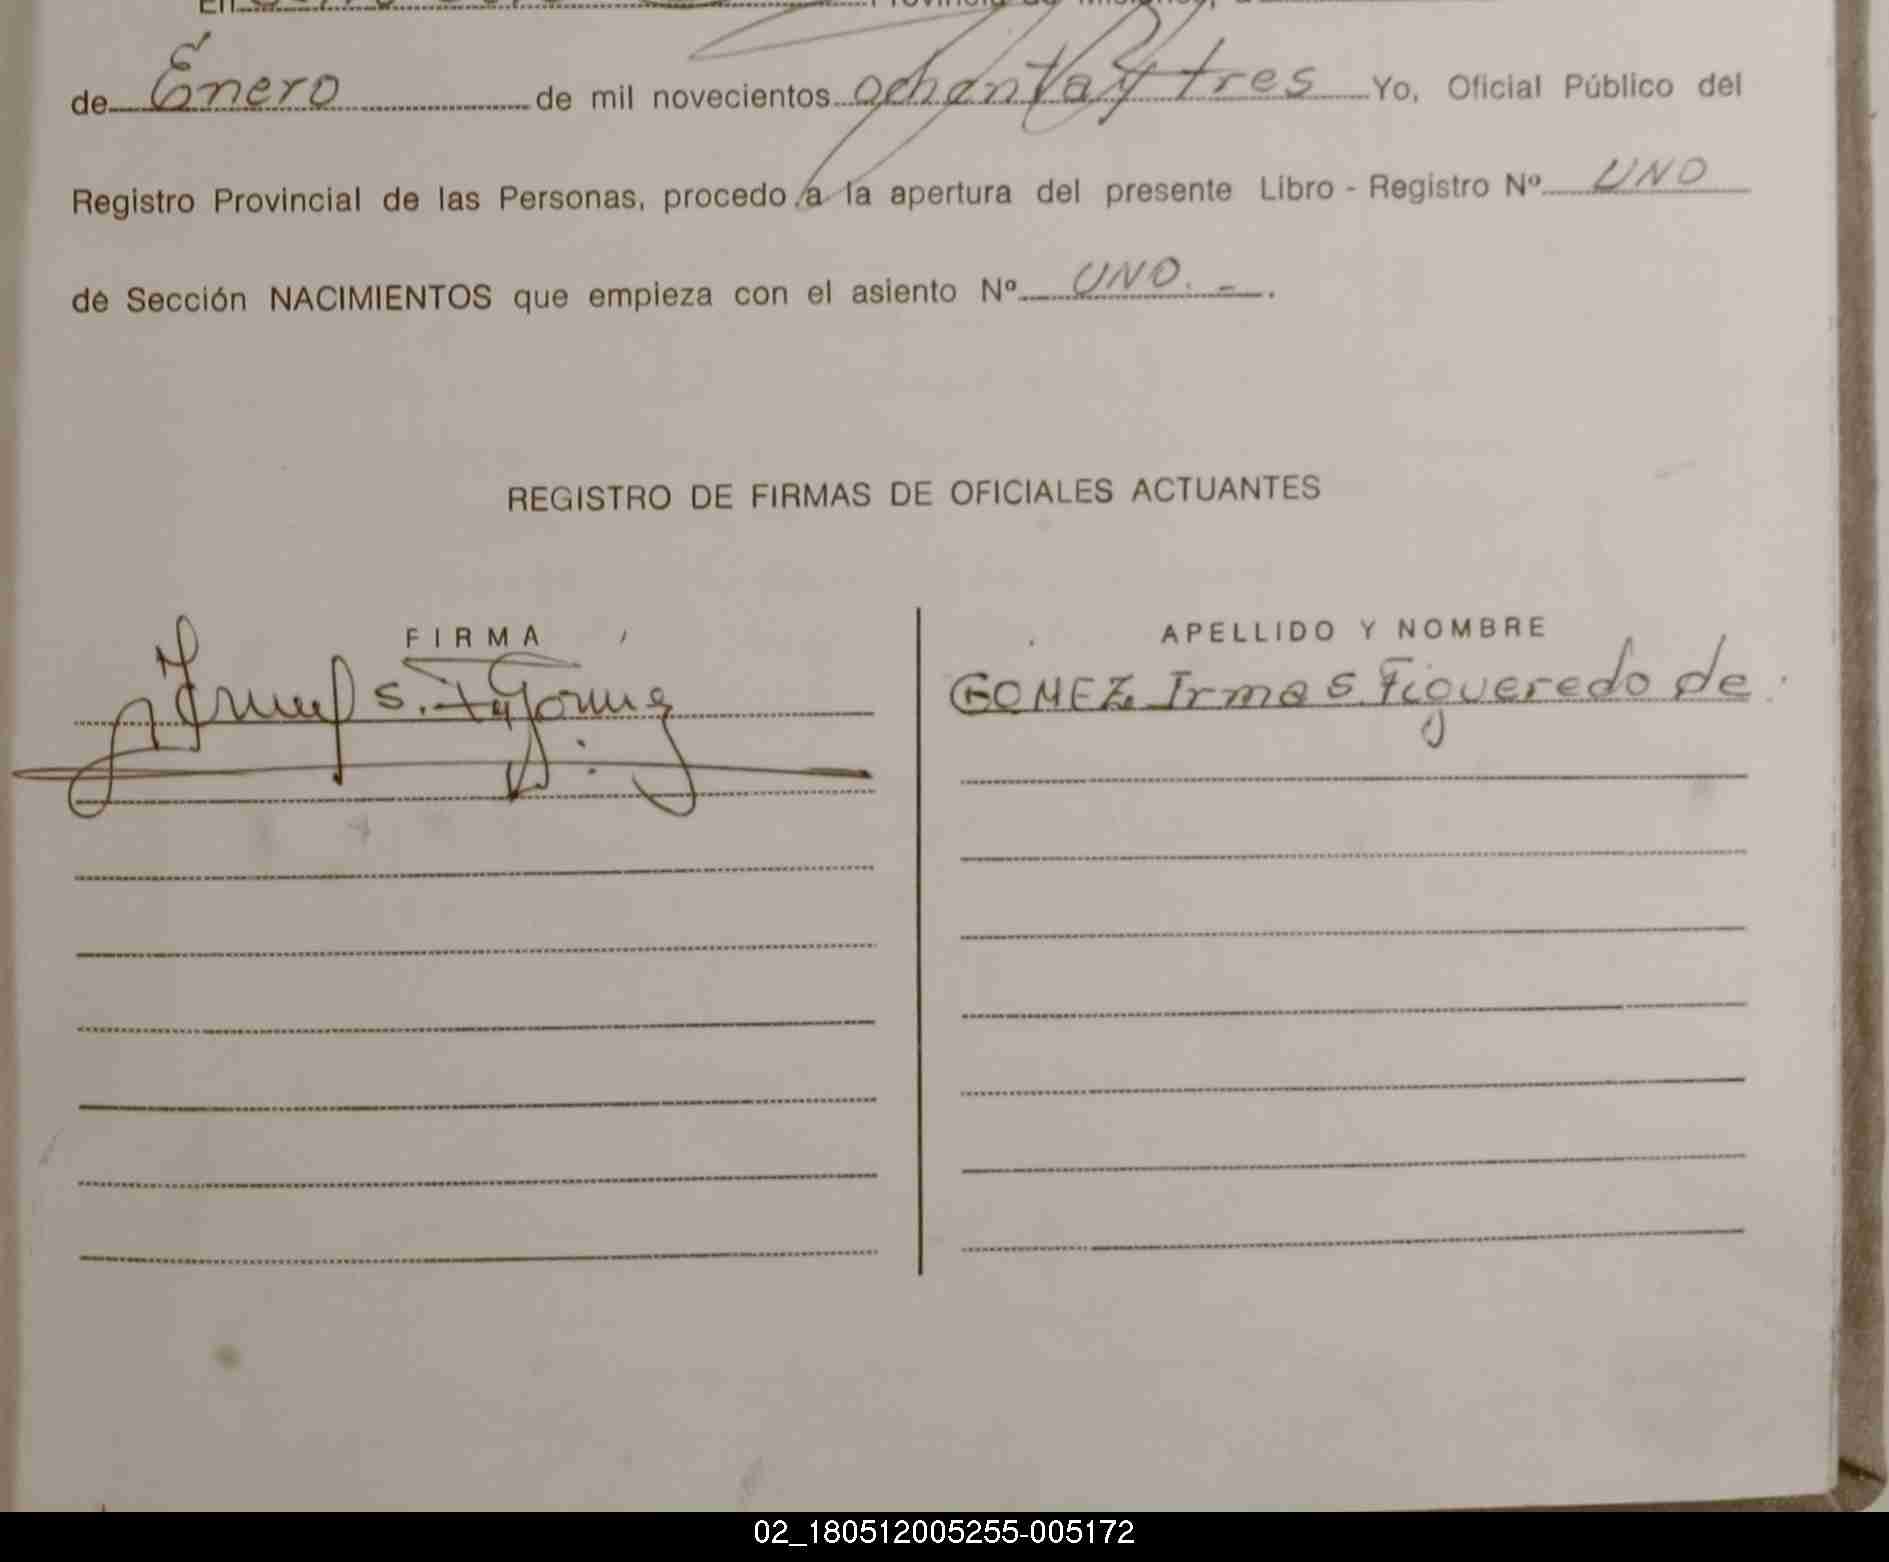 de Enero de mil novecientos ochenta y tres Yo, Oficial Público del
Registro Provincial de las Personas, procedo a la apertura del presente Libro - Registro Nº UNO
de Sección NACIMIENTOS que empieza con el asiento Nº UNO. -
REGISTRO DE FIRMAS DE OFICIALES ACTUANTES
FIRMA
APELLIDO Y NOMBRE
GOMEZ, Irma S. Figueredo de
02_180512005255-005172